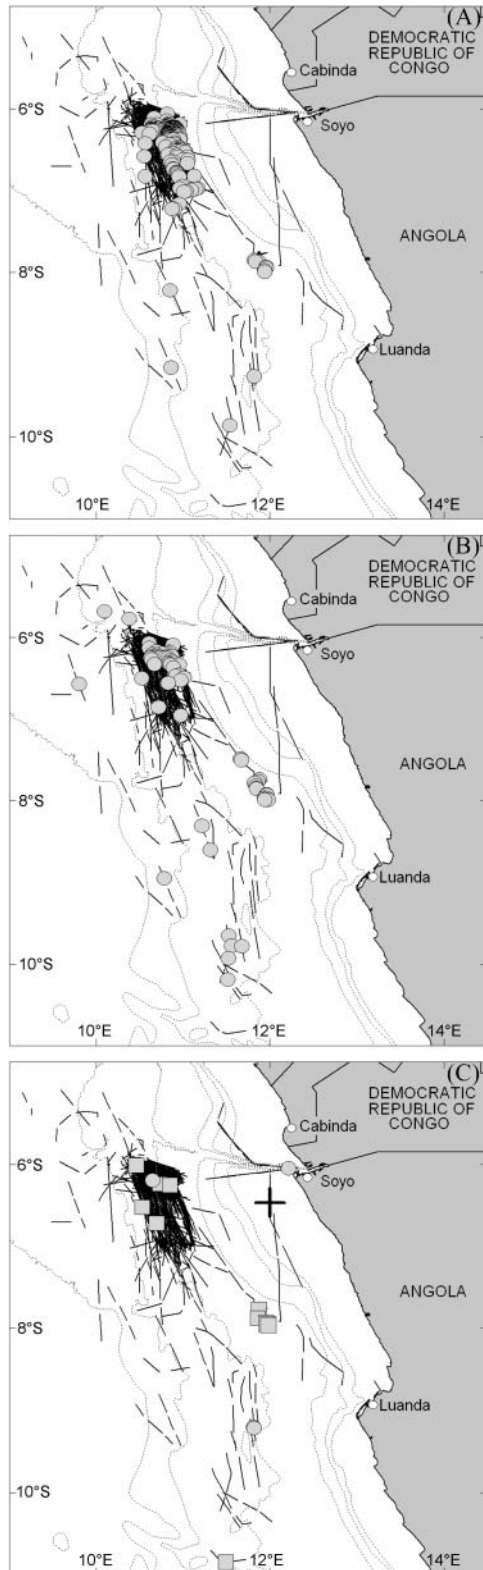 (A)
DEMOCRATIC
REPUBLIC OF
CONGO
Cabinda
6°S
Soyo
ANGOLA
8°S
Luanda
10°S
10°E 12°E 14°E
(B)
DEMOCRATIC
REPUBLIC OF
CONGO
Cabinda
6°S
Soyo
ANGOLA
8°S
Luanda
10°S
10°E 12°E 14°E
(C)
DEMOCRATIC
REPUBLIC OF
CONGO
Cabinda
6°S
Soyo
ANGOLA
8°S
Luanda
10°S
10°E 12°E 14°E